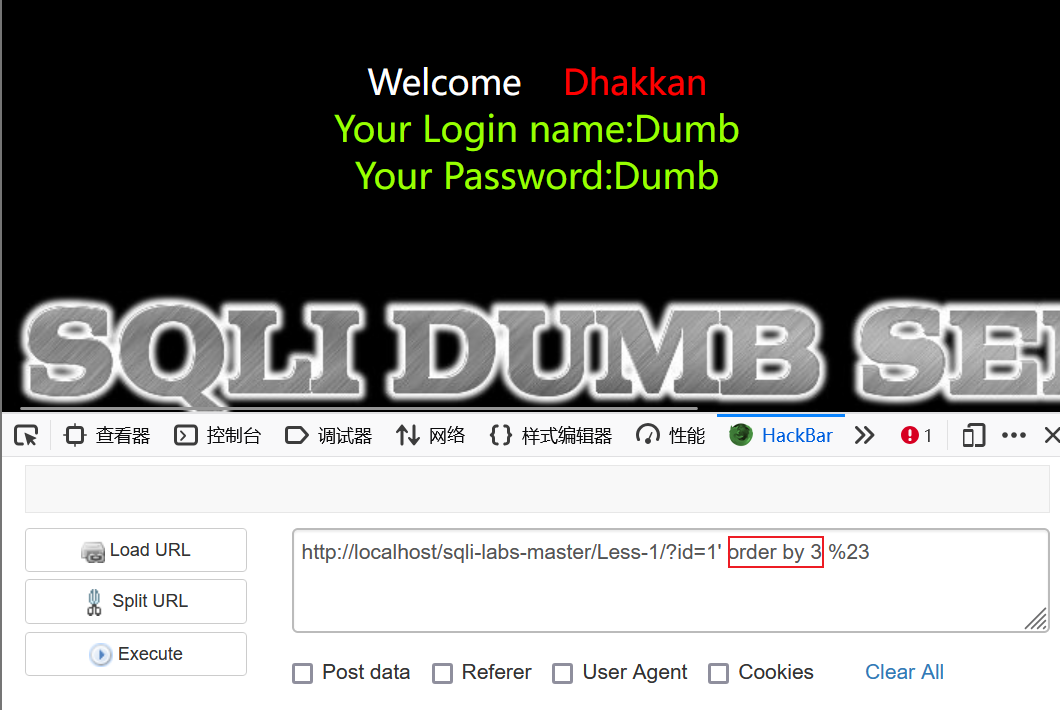 Welcome Dhakkan
Your Login name:Dumb
Your Password:Dumb
SQLI DUMB SE
查看器 控制台 调试器 网络 样式编辑器 性能 HackBar 1
Load URL
http://localhost/sqli-labs-master/Less-1/?id=1' order by 3 %23
Split URL
Execute
Post data Referer User Agent Cookies Clear All